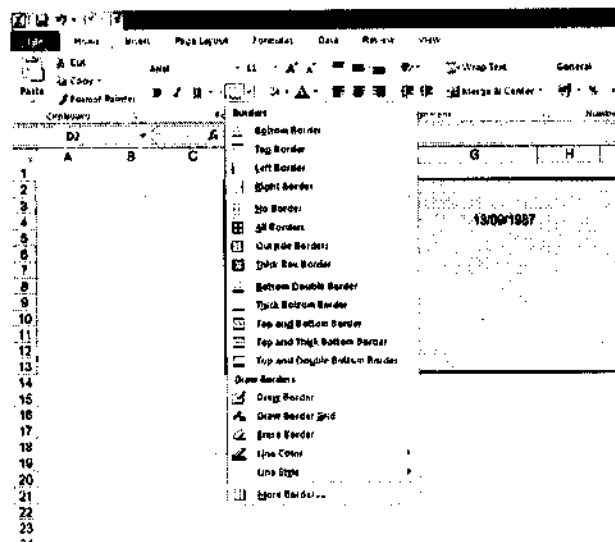 File Home Insert Page Layout Formulas Data Review View
Cut
Copy
Paste
Format Painter
Arial 11 A A
Wrap Text
General
B I U
A
Merge & Center
%
Clipboard
Number
D2
fx
A B C G H
Borders
Bottom Border
Top Border
Left Border
Right Border
No Border
All Borders
Outside Borders
Thick Box Border
Bottom Double Border
Thick Bottom Border
Top and Bottom Border
Top and Thick Bottom Border
Top and Double Bottom Border
Draw Borders
Draw Border
Draw Border Grid
Erase Border
Line Color
Line Style
More Borders...
13/09/1987
1
2
3
4
5
6
7
8
9
10
11
12
13
14
15
16
17
18
19
20
21
22
23